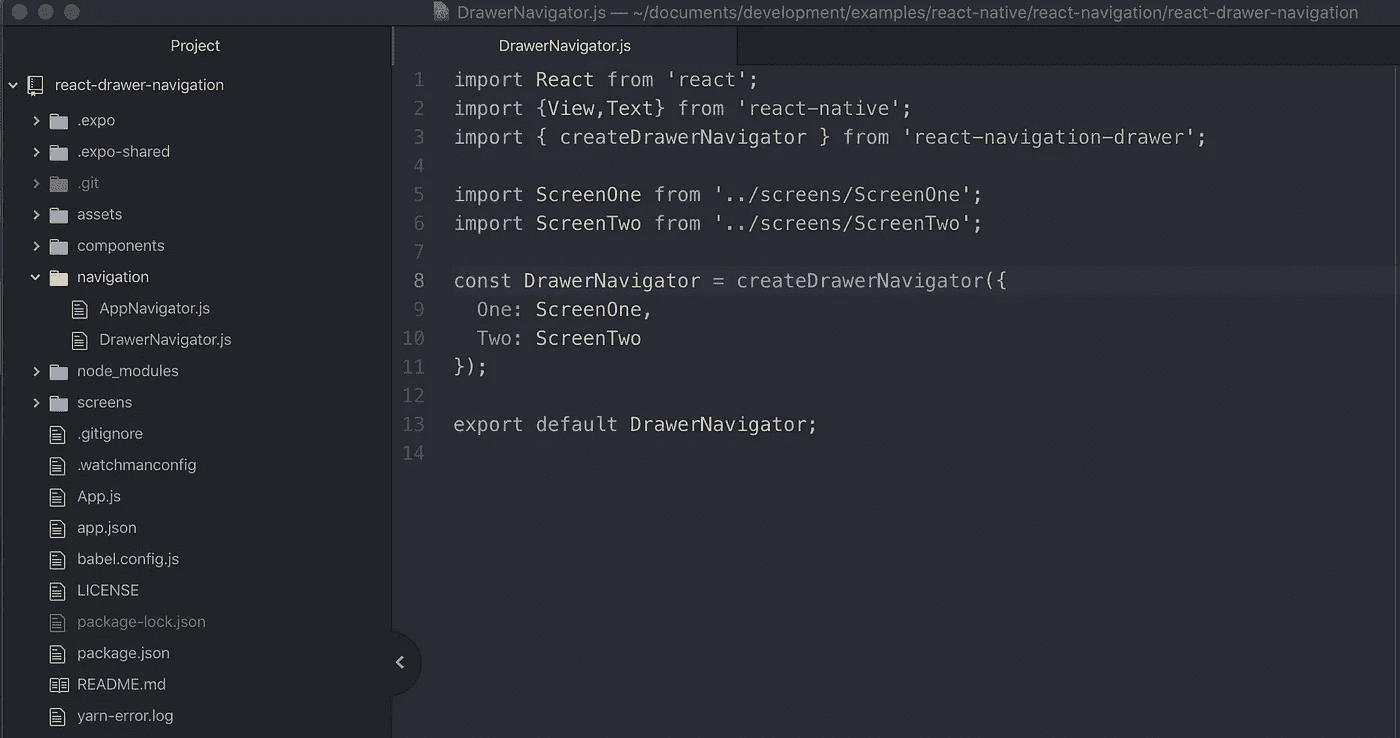 DrawerNavigator.js — ~/documents/development/examples/react-native/react-navigation/react-drawer-navigation
Project
react-drawer-navigation
.expo
.expo-shared
.git
assets
components
navigation
AppNavigator.js
DrawerNavigator.js
node_modules
screens
.gitignore
.watchmanconfig
App.js
app.json
babel.config.js
LICENSE
package-lock.json
package.json
README.md
yarn-error.log
DrawerNavigator.js
1 import React from 'react';
2 import {View,Text} from 'react-native';
3 import { createDrawerNavigator } from 'react-navigation-drawer';
4
5 import ScreenOne from '../screens/ScreenOne';
6 import ScreenTwo from '../screens/ScreenTwo';
7
8 const DrawerNavigator = createDrawerNavigator({
9   One: ScreenOne,
10   Two: ScreenTwo
11 });
12
13 export default DrawerNavigator;
14